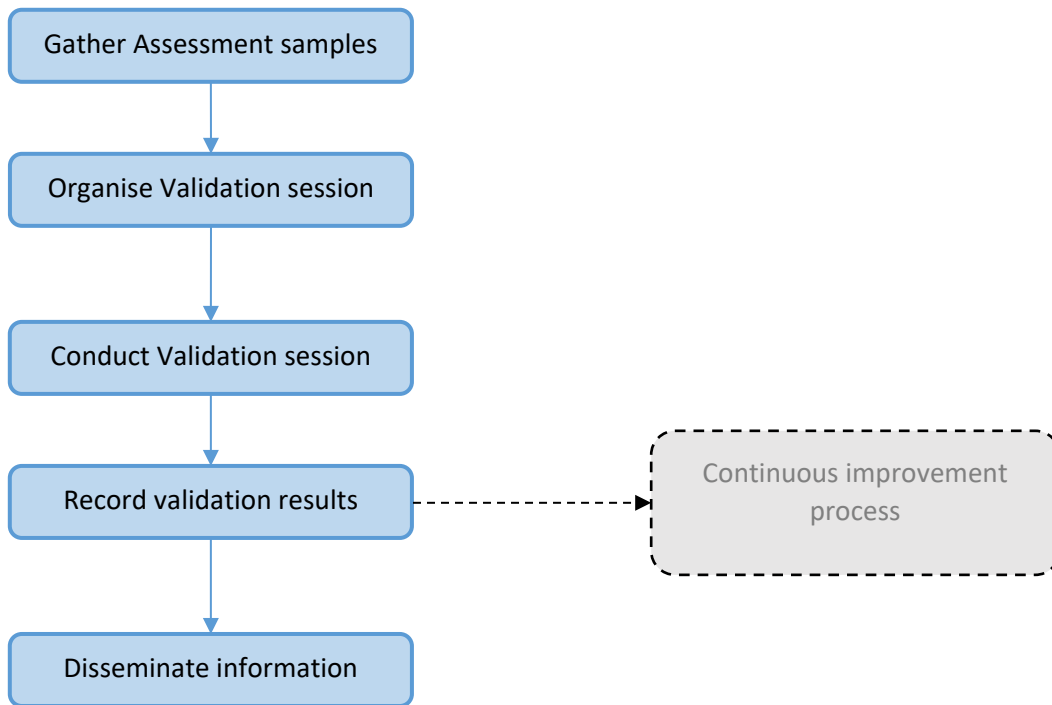 Gather Assessment samples
Organise Validation session
Conduct Validation session
Record validation results
Continuous improvement
process
Disseminate information